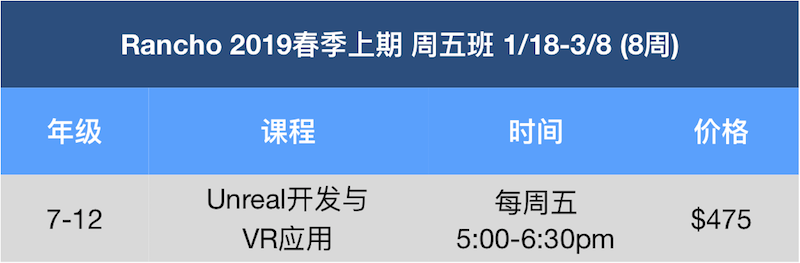 Rancho 2019春季上期 周五班 1/18-3/8 (8周)
年级 课程 时间 价格
7-12 Unreal开发与VR应用 每周五 5:00-6:30pm $475